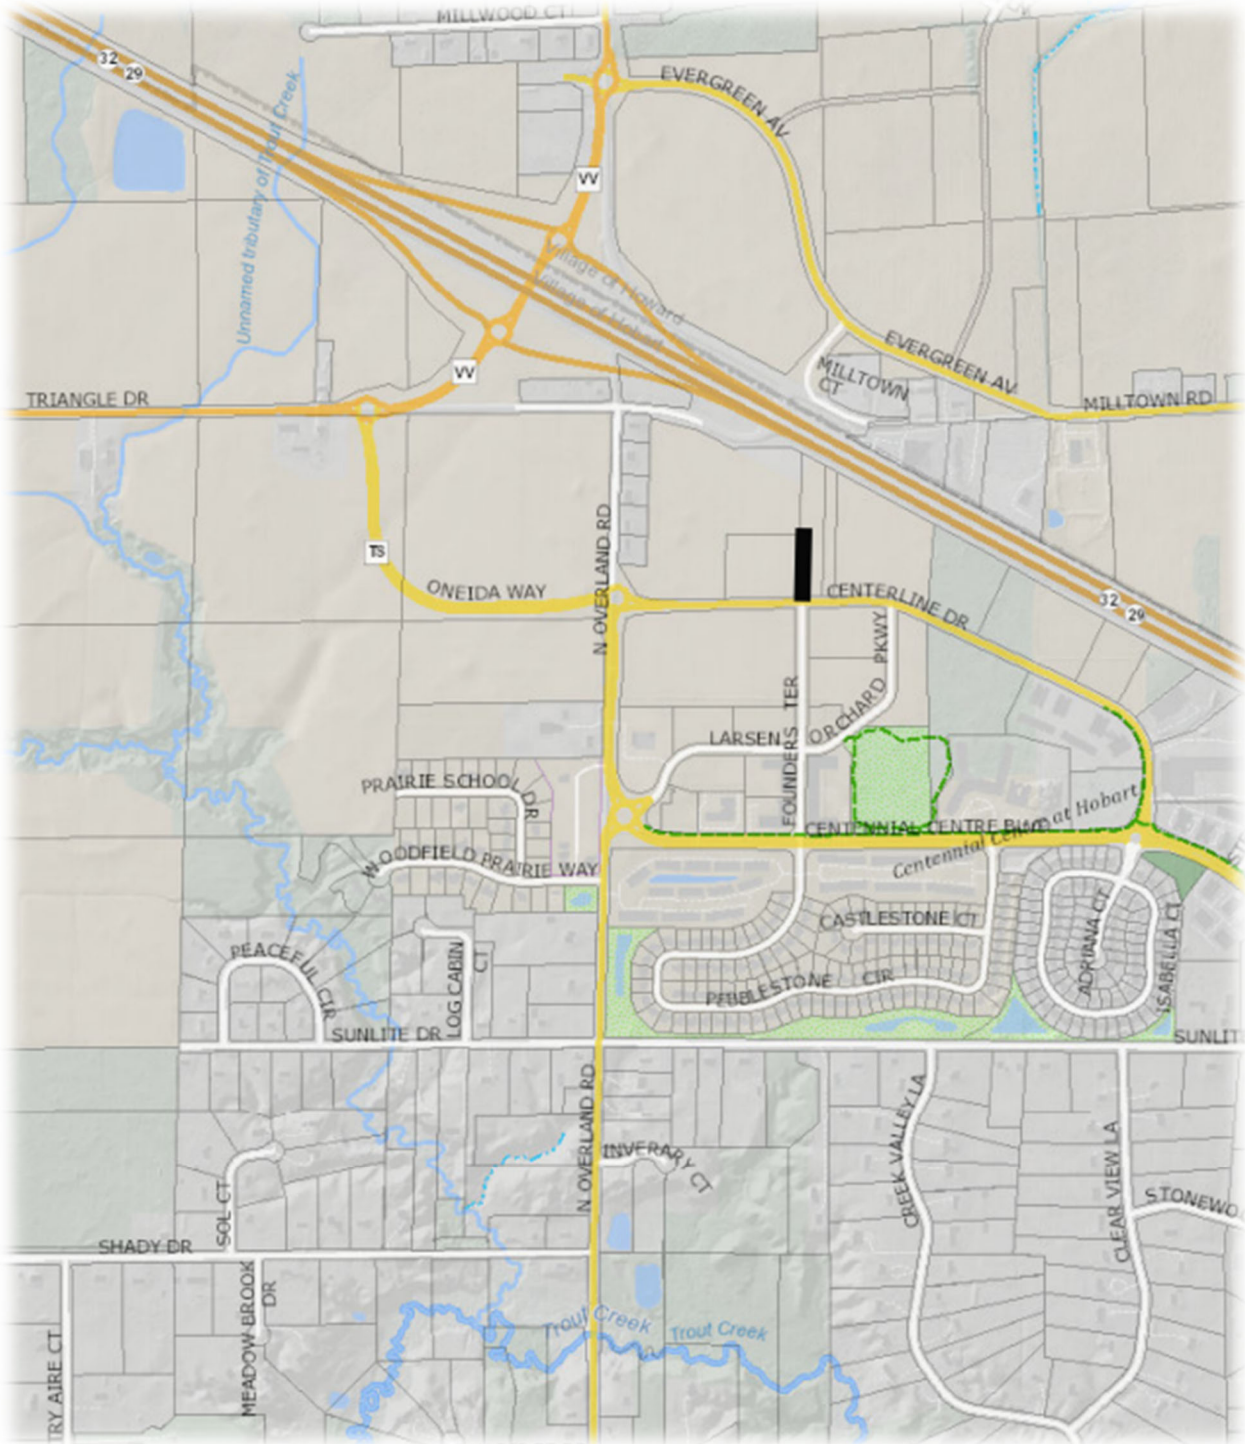 MILLWOOD CT
32
29
EVERGREEN AV
Unnamed tributary of Trout Creek
VV
Village of Howard
Village of Hobart
EVERGREEN AV
MILLTOWN
CT
VV
TRIANGLE DR
MILLTOWN RD
N OVERLAND RD
TS
ONEIDA WAY
CENTERLINE DR
32
29
PKWY
FOUNDERS TER
LARSEN ORCHARD
PRAIRIE SCHOOL DR
CENTENNIAL CENTRE BLVD
Centennial Centre at Hobart
WOODFIELD PRAIRIE WAY
CASTLESTONE CT
ADRIANA CT
ISABELLA CT
PEACEFUL CIR
LOG CABIN
CT
PEBBLESTONE CIR
SUNLITE DR
SUNLIT
N OVERLAND RD
CREEK VALLEY LA
CLEAR VIEW LA
INVERARY CT
SOL CT
STONEWO
SHADY DR
MEADOW BROOK
DR
Trout Creek
Trout Creek
TRY AIRE CT